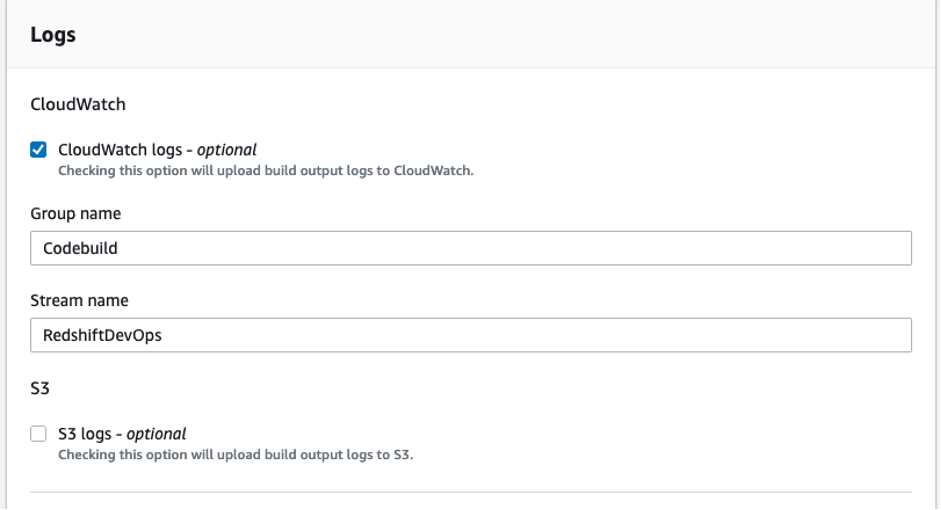 Logs
CloudWatch
CloudWatch logs - optional
Checking this option will upload build output logs to CloudWatch.
Group name
Codebuild
Stream name
RedshiftDevOps
S3
S3 logs - optional
Checking this option will upload build output logs to S3.